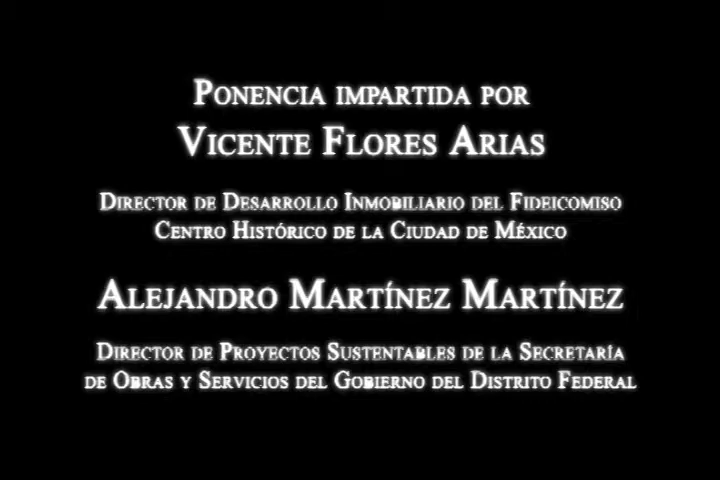 Ponencia impartida por
Vicente Flores Arias
Director de Desarrollo Inmobiliario del Fideicomiso
Centro Histórico de la Ciudad de México
Alejandro Martínez Martínez
Director de Proyectos Sustentables de la Secretaría
de Obras y Servicios del Gobierno del Distrito Federal